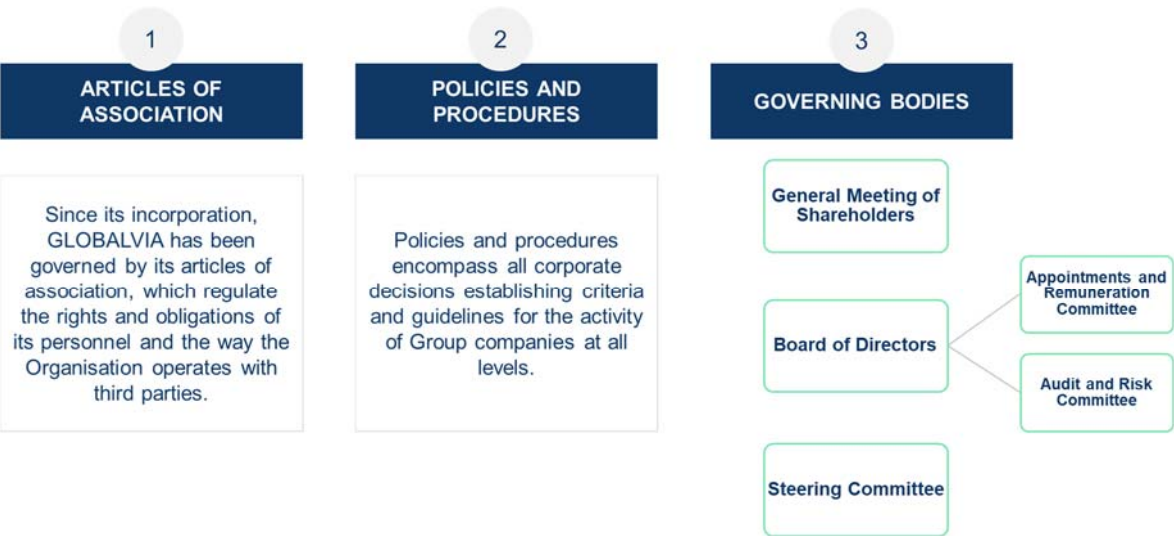 1
ARTICLES OF
ASSOCIATION
Since its incorporation,
GLOBALVIA has been
governed by its articles of
association, which regulate
the rights and obligations of
its personnel and the way the
Organisation operates with
third parties.
2
POLICIES AND
PROCEDURES
Policies and procedures
encompass all corporate
decisions establishing criteria
and guidelines for the activity
of Group companies at all
levels.
3
GOVERNING BODIES
General Meeting of
Shareholders
Board of Directors
Appointments and
Remuneration
Committee
Audit and Risk
Committee
Steering Committee